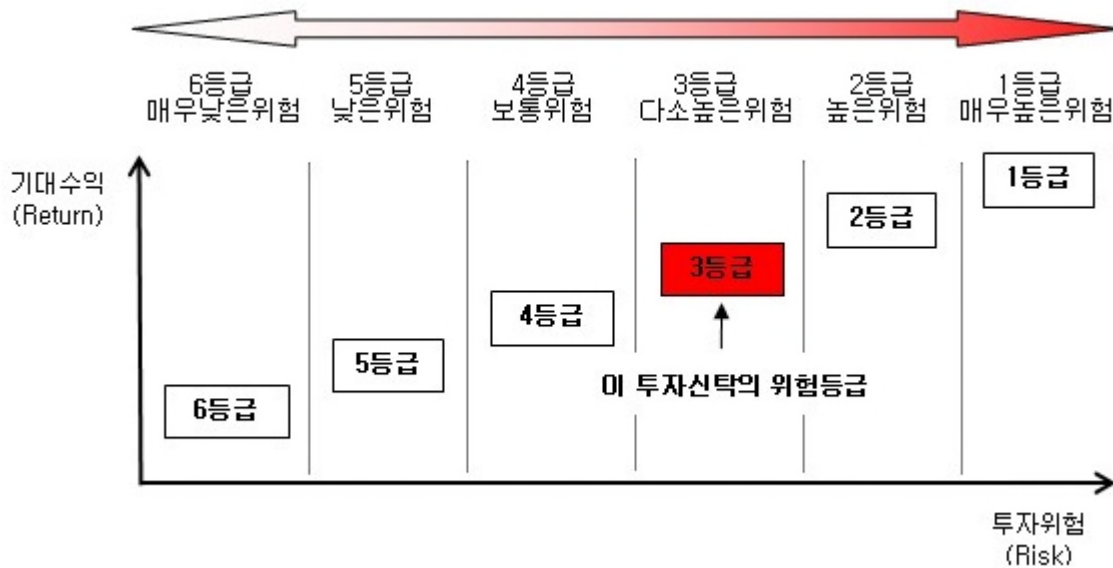 6등급 5등급 4등급 3등급 2등급 1등급
매우낮은위험 낮은위험 보통위험 다소높은위험 높은위험 매우높은위험
1등급
기대수익
(Return)
2등급
3등급
4등급
5등급
이 투자신탁의 위험등급
6등급
투자위험
(Risk)